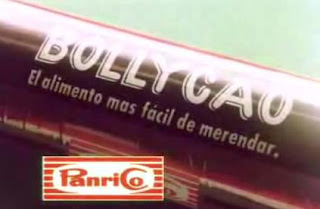 BOLLYCAO
El alimento mas fácil de merendar.
PanriCo